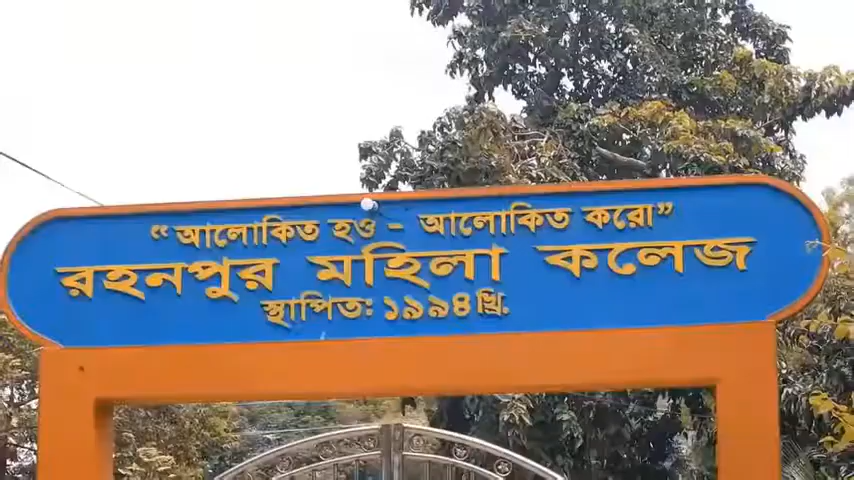 “আলোকিত হও - আলোকিত করো”
রহনপুর মহিলা কলেজ
স্থাপিত: ১৯৯৪ খ্রি.